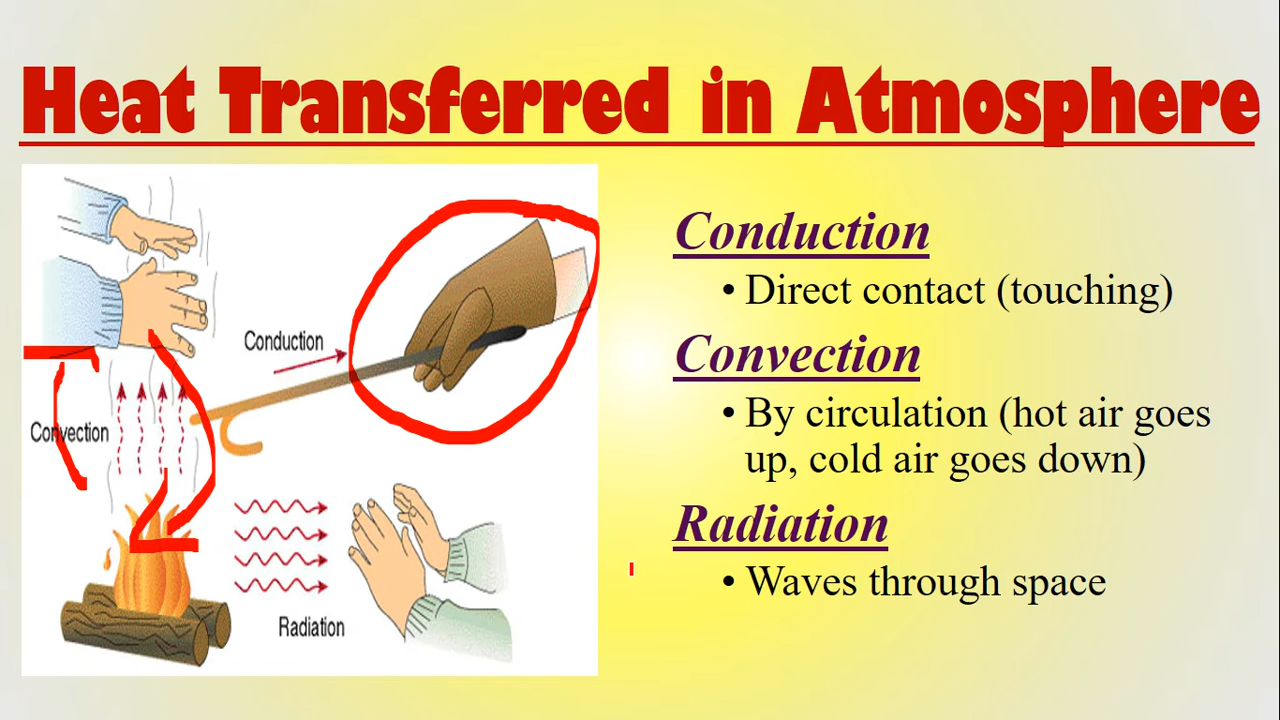 Heat Transferred in Atmosphere
Conduction
Convection
Radiation
Conduction
• Direct contact (touching)
Convection
• By circulation (hot air goes
up, cold air goes down)
Radiation
• Waves through space